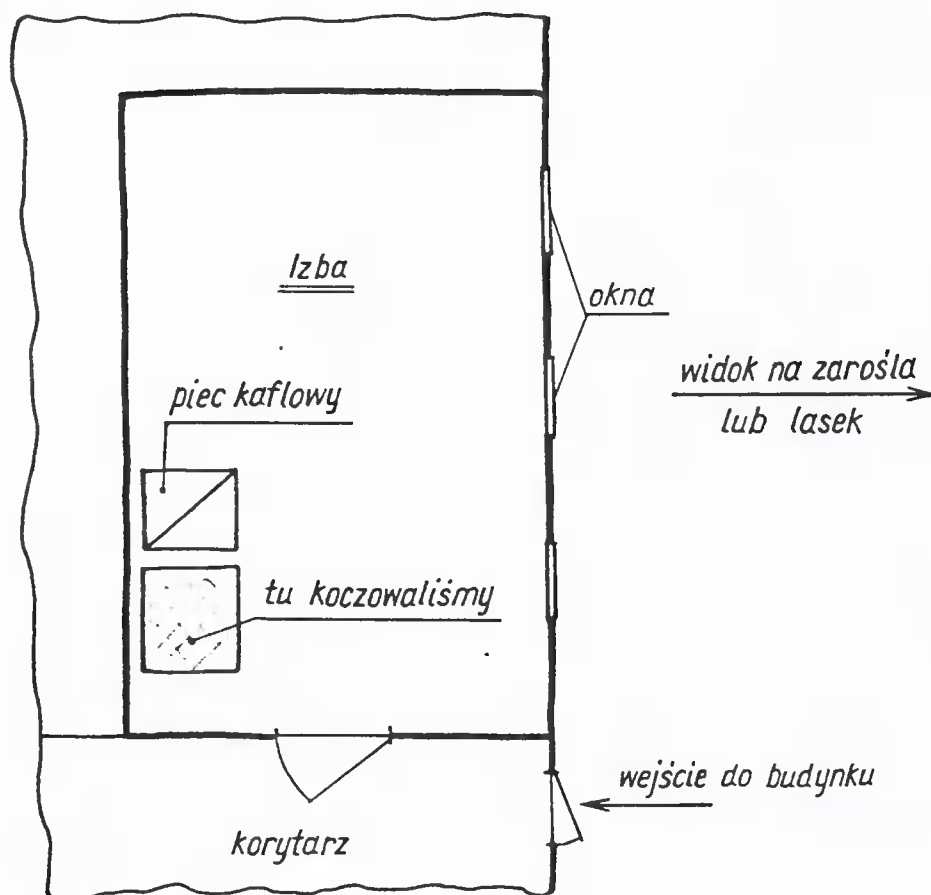 Izba
okna
widok na zarośla
lub lasek
piec kaflowy
tu koczowaliśmy
wejście do budynku
korytarz